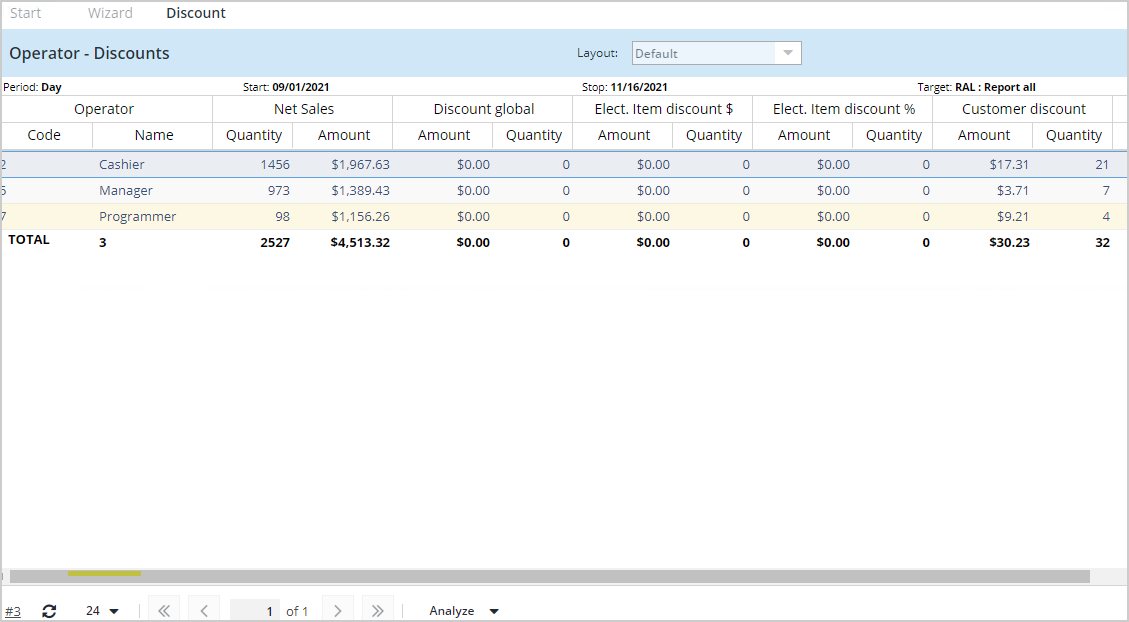 Start Wizard Discount
Operator - Discounts Layout: Default
Period: Day Start: 09/01/2021 Stop: 11/16/2021 Target: RAL : Report all
Operator Net Sales Discount global Elect. Item discount $ Elect. Item discount % Customer discount
Code Name Quantity Amount Amount Quantity Amount Quantity Amount Quantity Amount Quantity
2 Cashier 1456 $1,967.63 $0.00 0 $0.00 0 $0.00 0 $17.31 21
5 Manager 973 $1,389.43 $0.00 0 $0.00 0 $0.00 0 $3.71 7
7 Programmer 98 $1,156.26 $0.00 0 $0.00 0 $0.00 0 $9.21 4
TOTAL 3 2527 $4,513.32 $0.00 0 $0.00 0 $0.00 0 $30.23 32
#3 24 1 of 1 Analyze